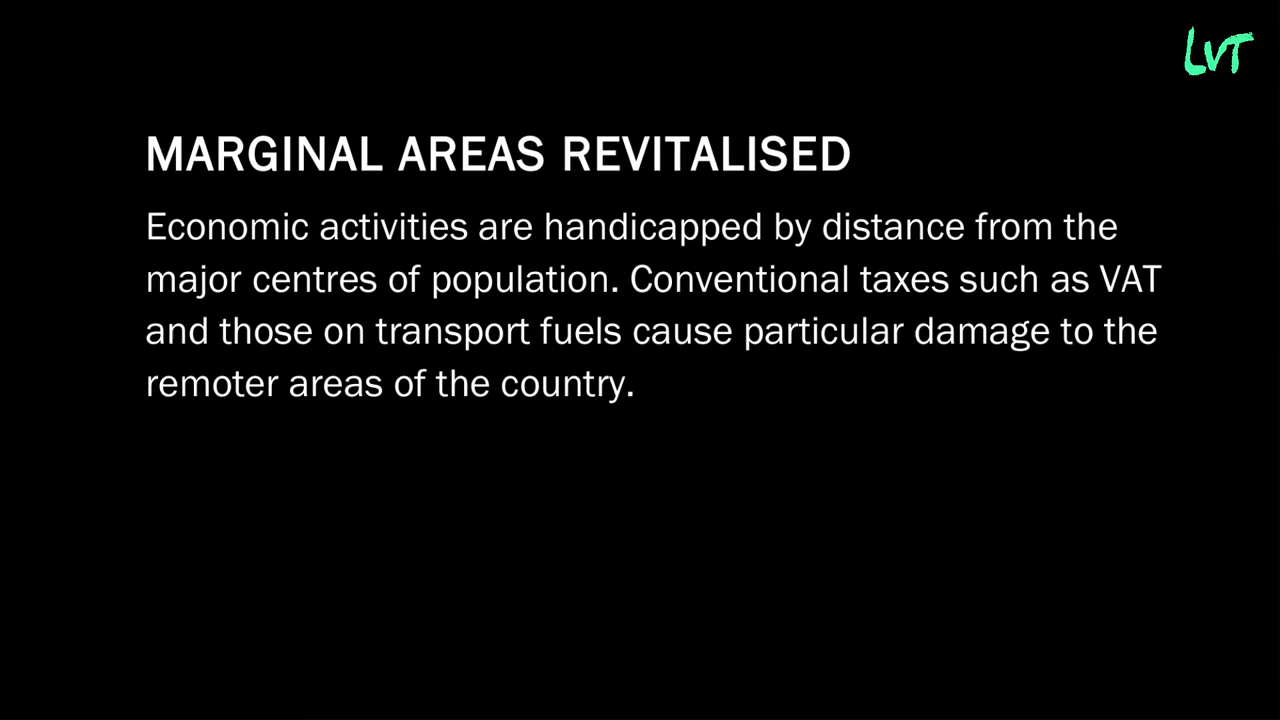 LVT
MARGINAL AREAS REVITALISED
Economic activities are handicapped by distance from the
major centres of population. Conventional taxes such as VAT
and those on transport fuels cause particular damage to the
remoter areas of the country.